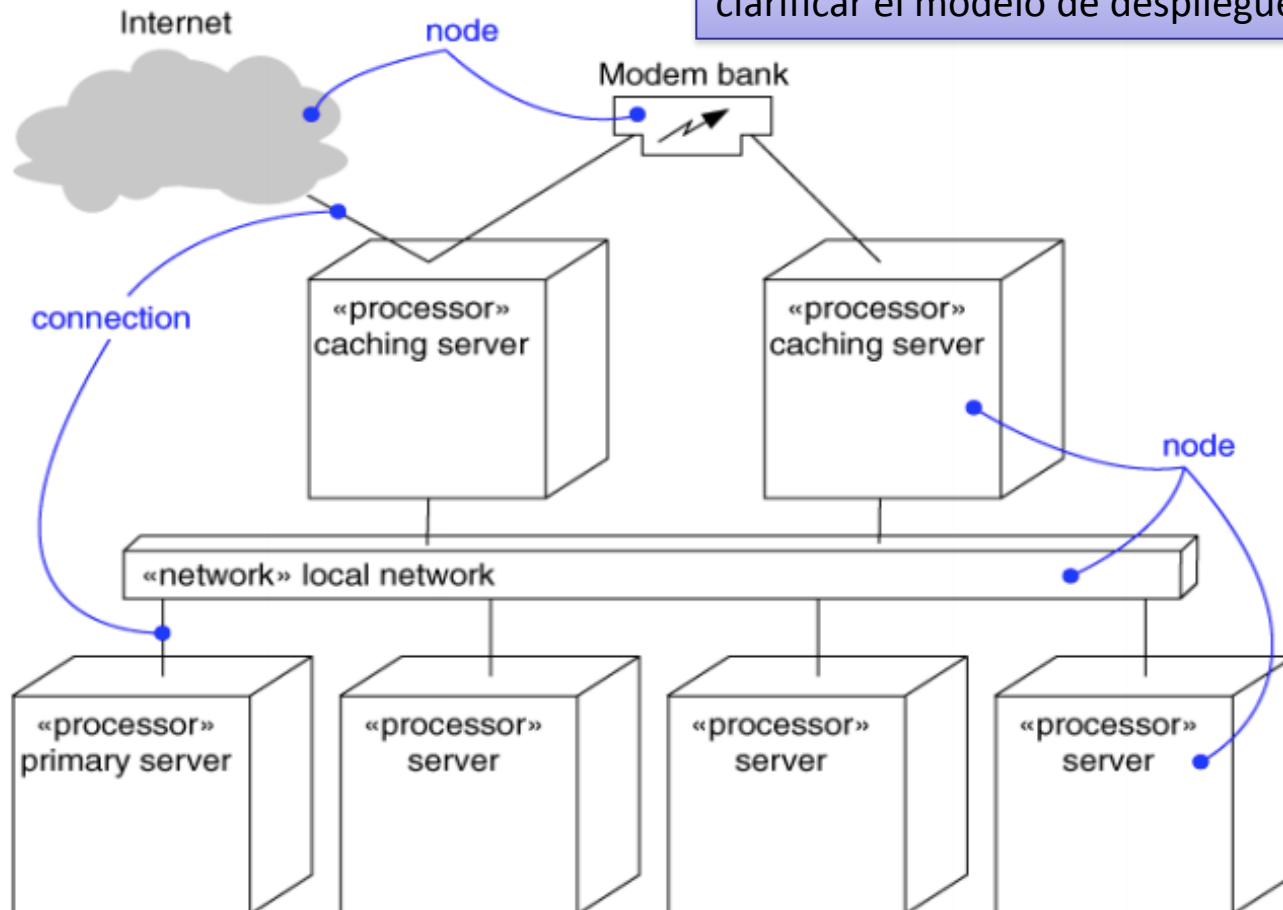 clarificar el modelo de despliegue
Internet
node
Modem bank
«processor»
caching server
«processor»
caching server
connection
node
«network» local network
«processor»
primary server
«processor»
server
«processor»
server
«processor»
server